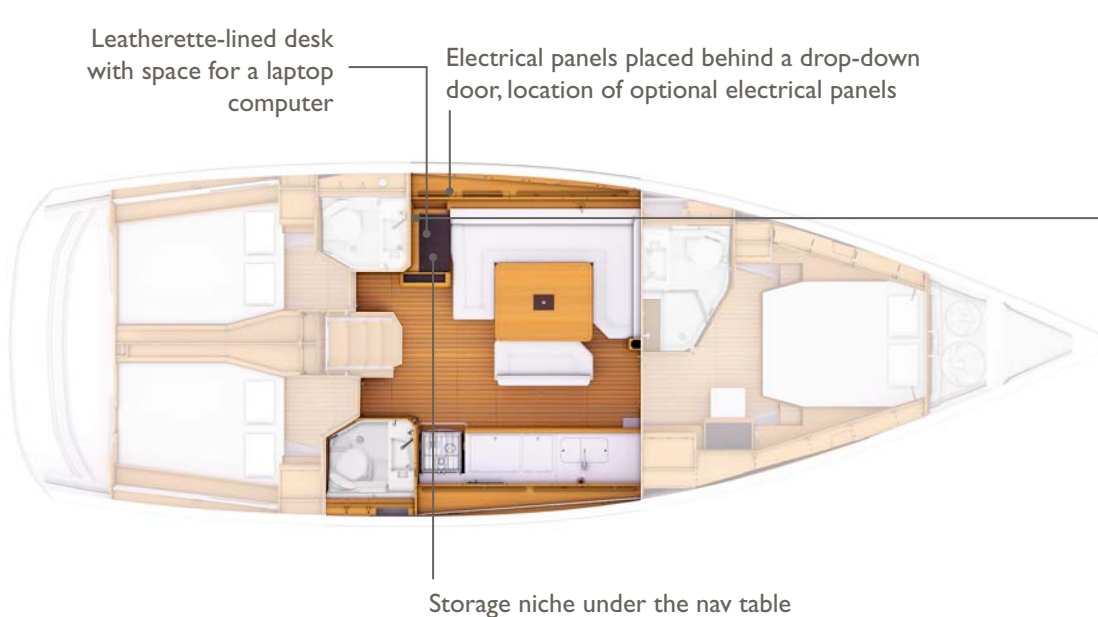 Leatherette-lined desk
with space for a laptop
computer
Electrical panels placed behind a drop-down
door, location of optional electrical panels
Storage niche under the nav table